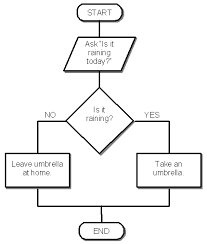 START
Ask "Is it
raining
today?"
Is it
raining?
NO
YES
Leave umbrella
at home.
Take an
umbrella.
END